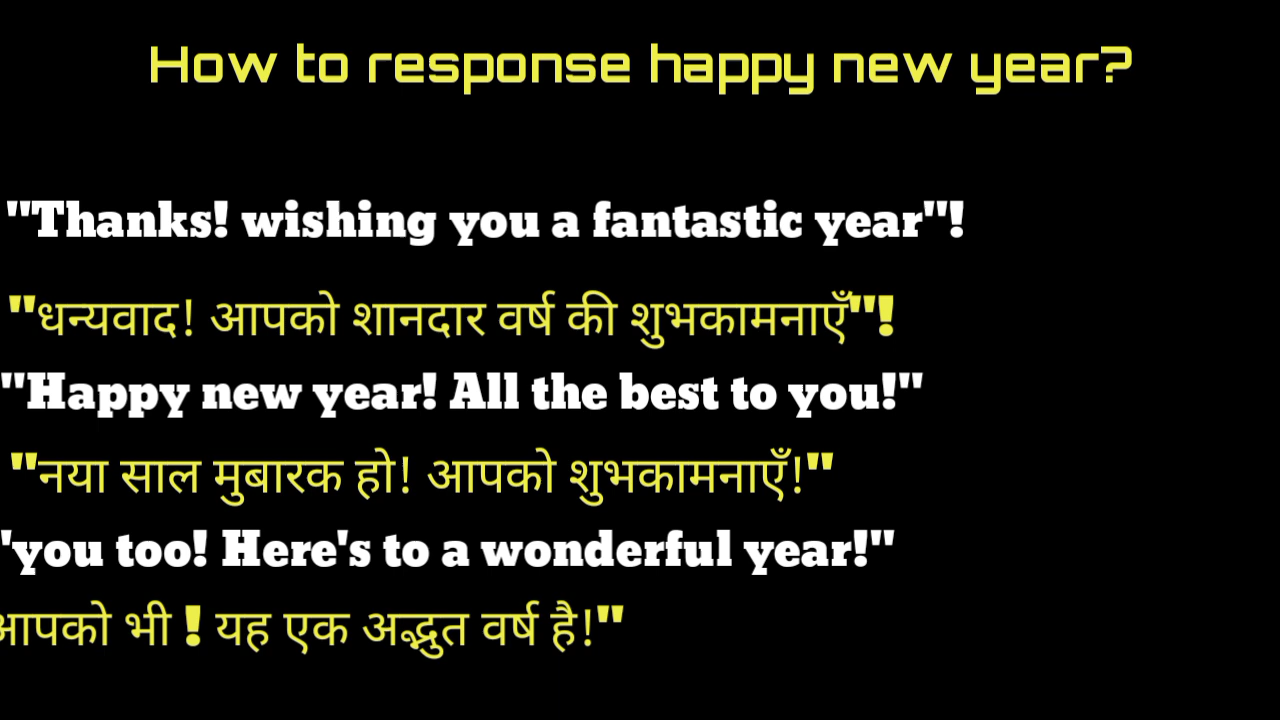 How to response happy new year?
"Thanks! wishing you a fantastic year"!
"धन्यवाद! आपको शानदार वर्ष की शुभकामनाएँ"!
"Happy new year! All the best to you!"
"नया साल मुबारक हो! आपको शुभकामनाएँ!"
"you too! Here's to a wonderful year!"
आपको भी ! यह एक अद्भुत वर्ष है!"